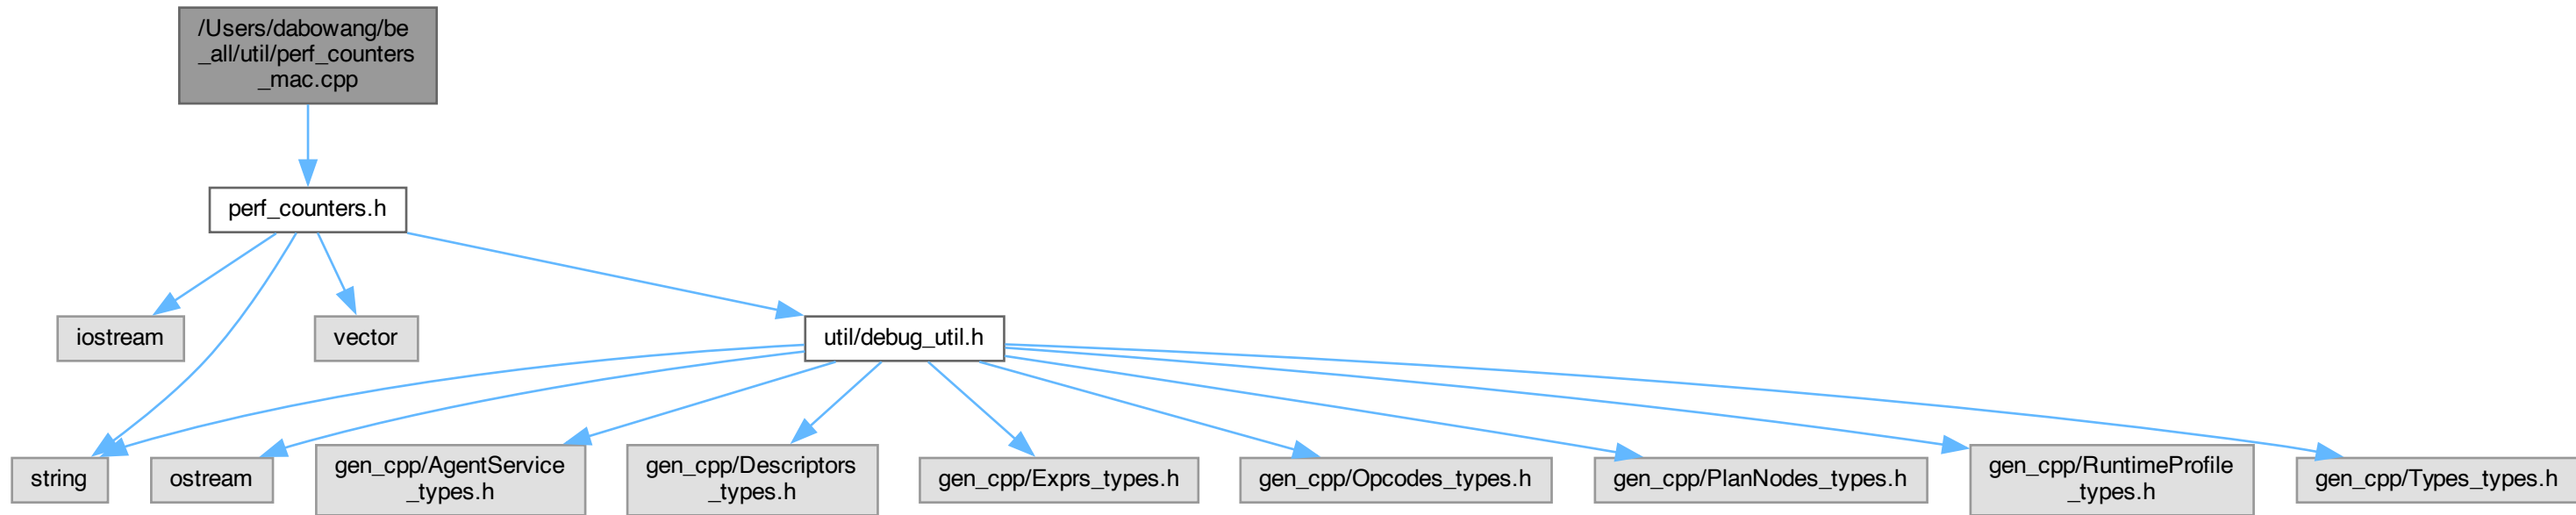 /Users/dabowang/be
_all/util/perf_counters
_mac.cpp
perf_counters.h
iostream
vector
util/debug_util.h
string
ostream
gen_cpp/AgentService
_types.h
gen_cpp/Descriptors
_types.h
gen_cpp/Exprs_types.h
gen_cpp/Opcodes_types.h
gen_cpp/PlanNodes_types.h
gen_cpp/RuntimeProfile
_types.h
gen_cpp/Types_types.h